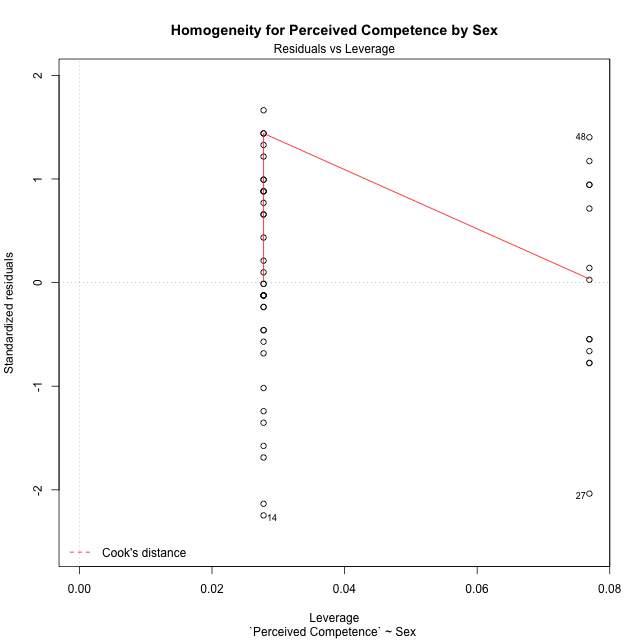 Homogeneity for Perceived Competence by Sex
Residuals vs Leverage
2
1
0
-1
-2
Standardized residuals
48
27
14
Cook's distance
0.00 0.02 0.04 0.06 0.08
Leverage
`Perceived Competence` ~ Sex